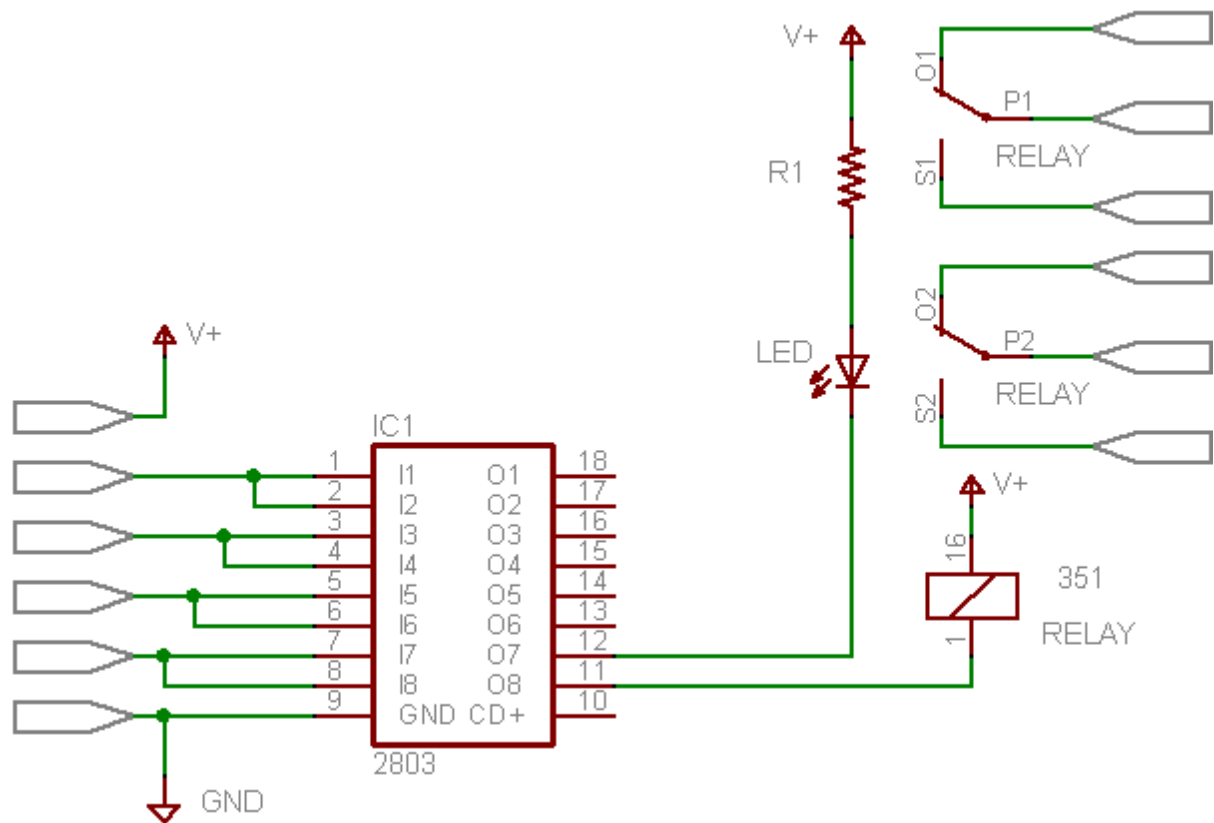 V+
O1
P1
RELAY
S1
R1
O2
P2
RELAY
S2
LED
V+
IC1
1 I1 O1 18
2 I2 O2 17
3 I3 O3 16
4 I4 O4 15
5 I5 O5 14
6 I6 O6 13
7 I7 O7 12
8 I8 O8 11
9 GND CD+ 10
2803
GND
V+
16
351
RELAY
1